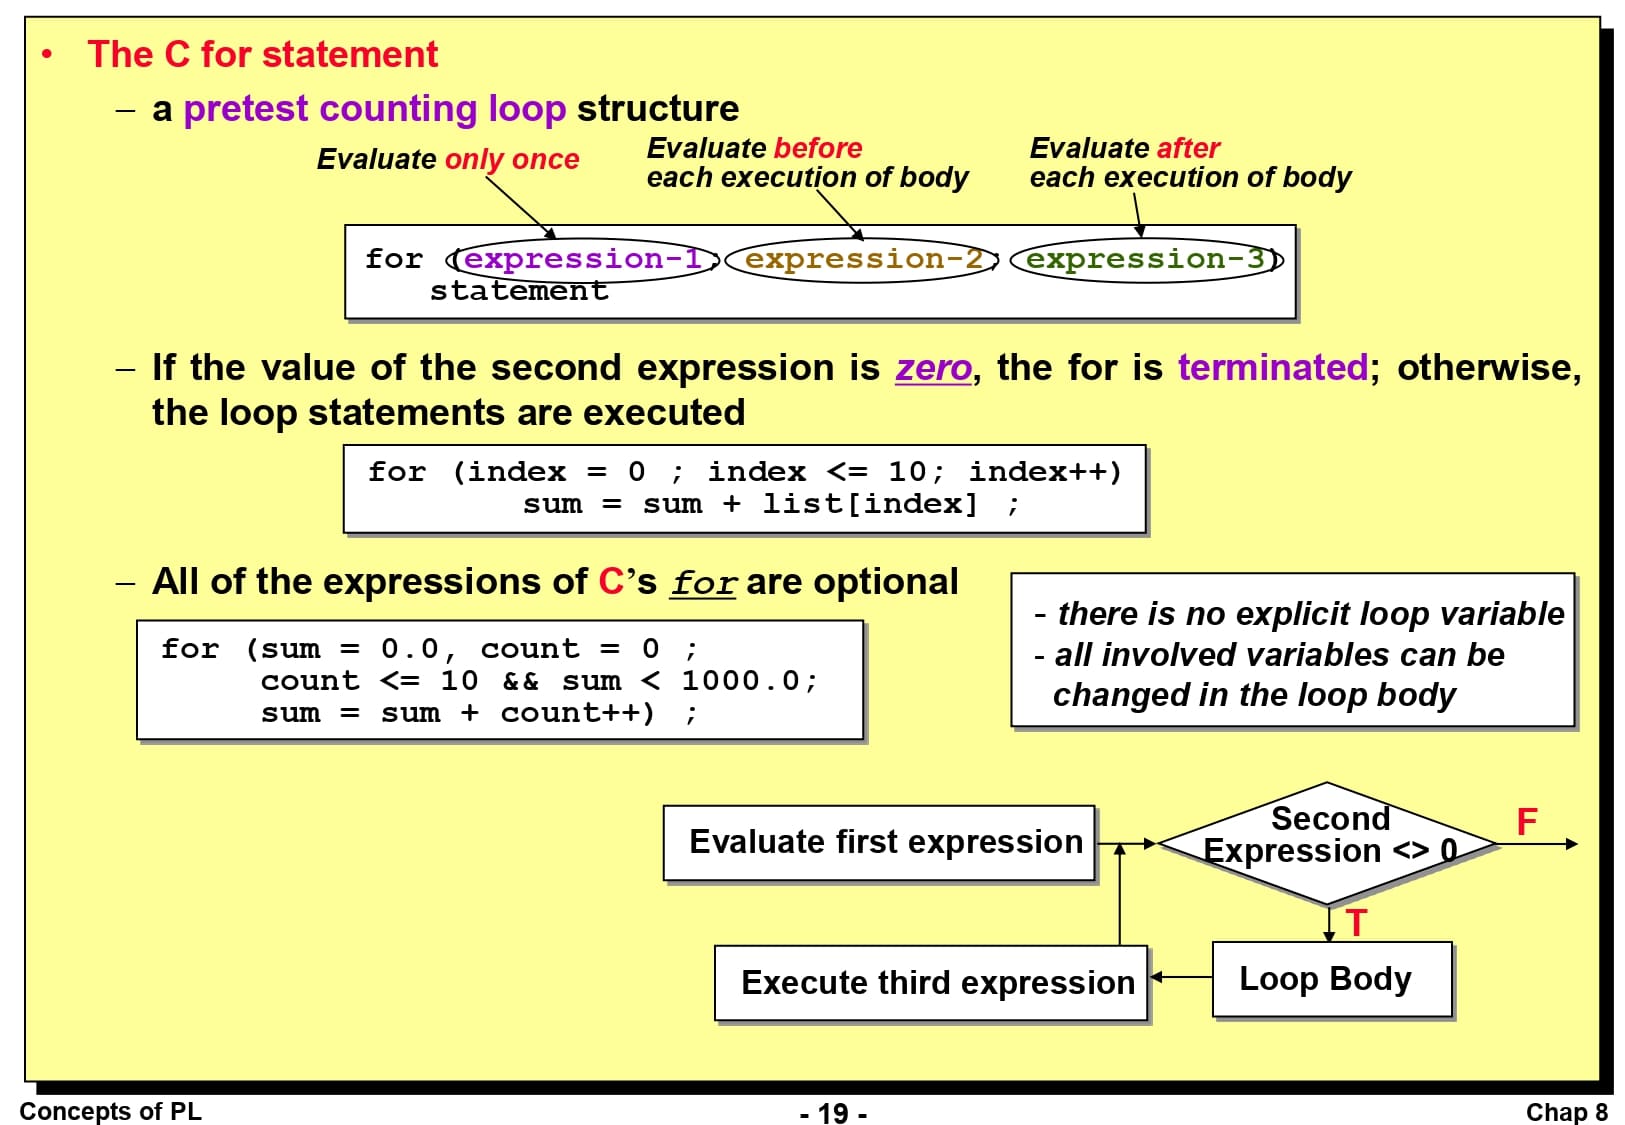 • The C for statement
– a pretest counting loop structure
Evaluate only once
Evaluate before
each execution of body
Evaluate after
each execution of body
for (expression-1; expression-2; expression-3)
statement
– If the value of the second expression is zero, the for is terminated; otherwise,
the loop statements are executed
for (index = 0 ; index <= 10; index++)
sum = sum + list[index] ;
– All of the expressions of C’s for are optional
for (sum = 0.0, count = 0 ;
count <= 10 && sum < 1000.0;
sum = sum + count++) ;
- there is no explicit loop variable
- all involved variables can be
changed in the loop body
Evaluate first expression
Second
Expression <> 0
F
T
Execute third expression
Loop Body
Concepts of PL
- 19 -
Chap 8